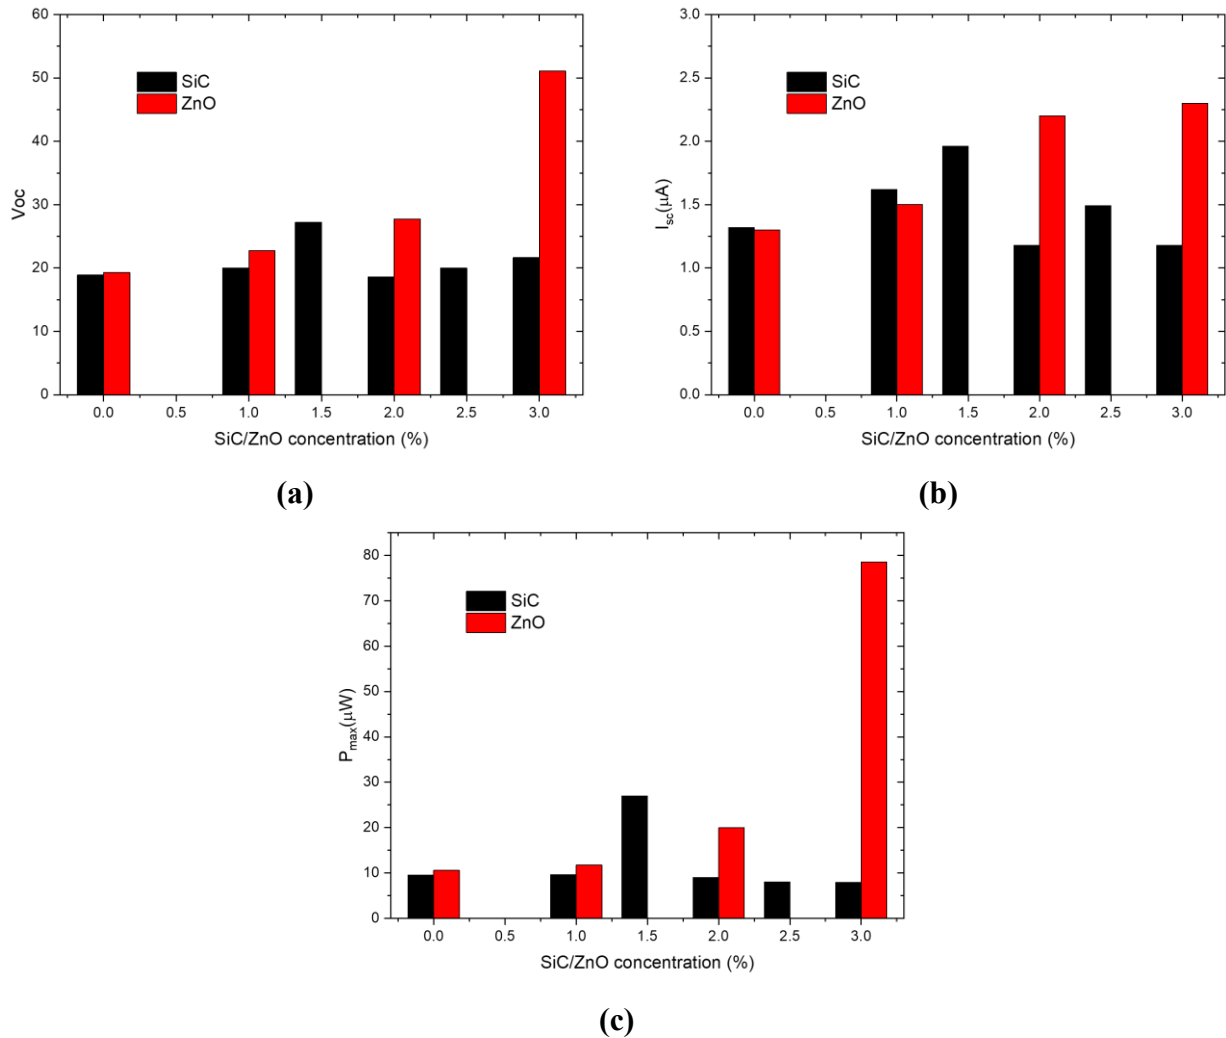 60
50
40
30
20
10
0
Voc
SiC
ZnO
0.0 0.5 1.0 1.5 2.0 2.5 3.0
SiC/ZnO concentration (%)
(a)
3.0
2.5
2.0
1.5
1.0
0.5
0.0
Isc(μA)
SiC
ZnO
0.0 0.5 1.0 1.5 2.0 2.5 3.0
SiC/ZnO concentration (%)
(b)
80
70
60
50
40
30
20
10
0
Pmax(μW)
SiC
ZnO
0.0 0.5 1.0 1.5 2.0 2.5 3.0
SiC/ZnO concentration (%)
(c)